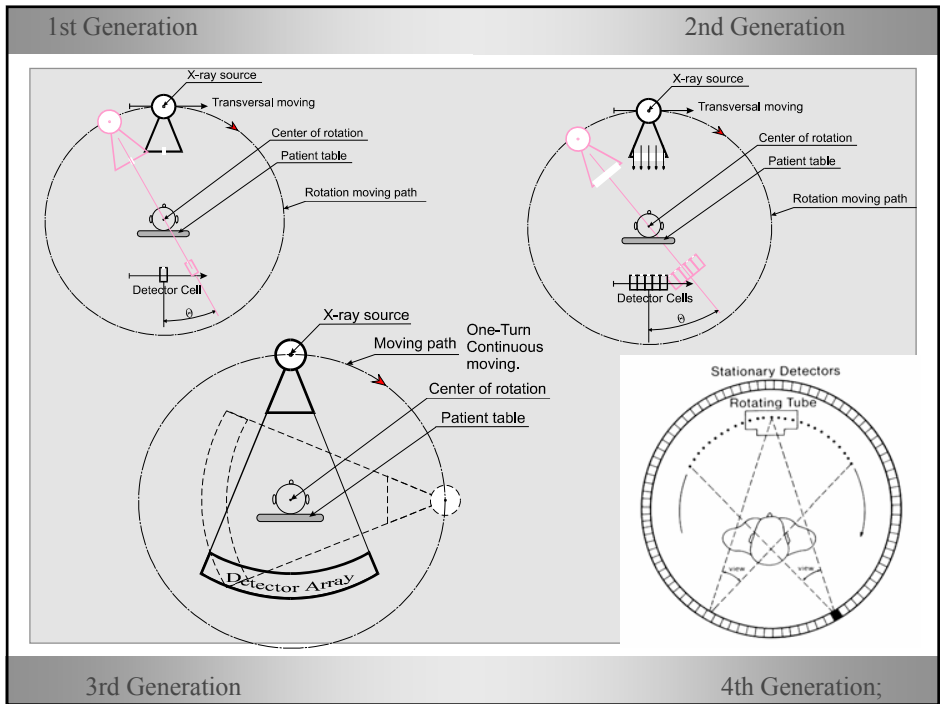 1st Generation
2nd Generation
X-ray source
Transversal moving
Center of rotation
Patient table
Rotation moving path
Detector Cell
Θ
X-ray source
Transversal moving
Center of rotation
Patient table
Rotation moving path
Detector Cells
Θ
X-ray source
Moving path
One-Turn
Continuous
moving.
Center of rotation
Patient table
Detector Array
Stationary Detectors
Rotating Tube
view
view
3rd Generation
4th Generation;